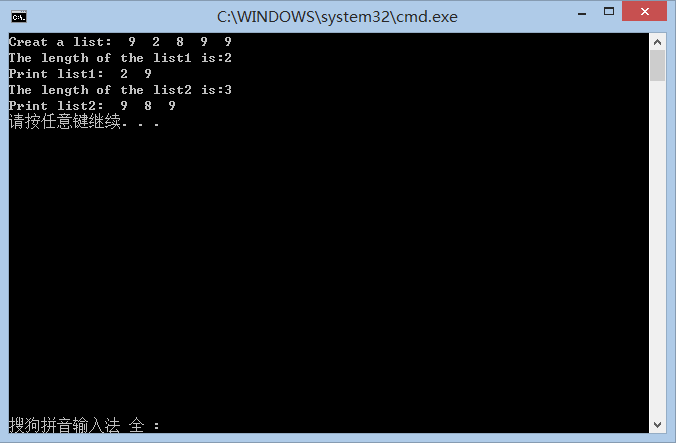 C:\WINDOWS\system32\cmd.exe
Creat a list:  9  2  8  9  9
The length of the list1 is:2
Print list1:  2  9
The length of the list2 is:3
Print list2:  9  8  9
请按任意键继续. . .
搜狗拼音输入法 全 :